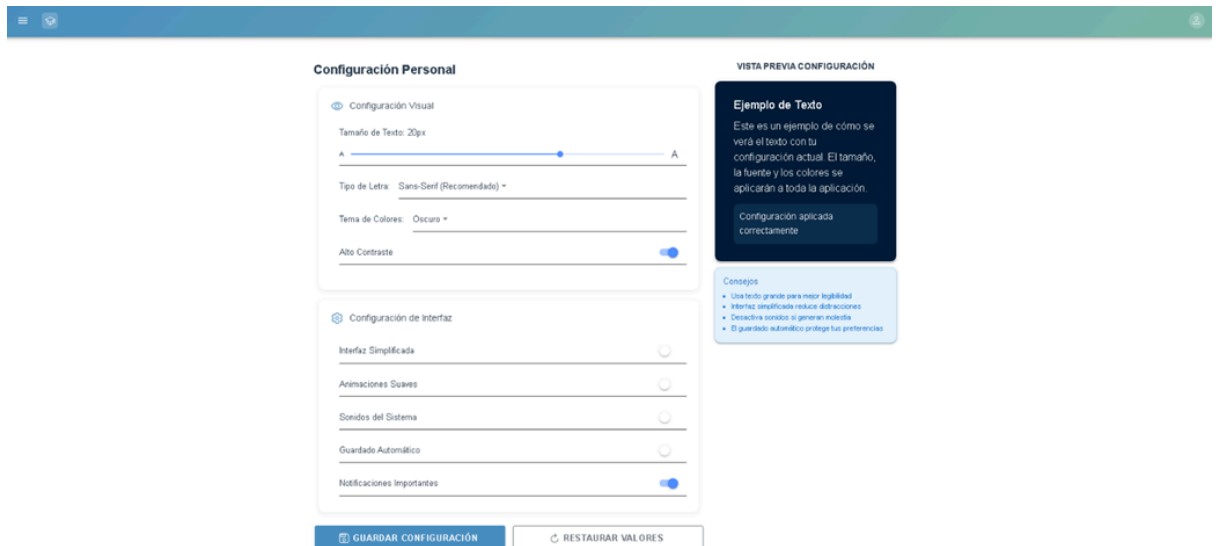 Configuración Personal
Configuración Visual
Tamaño de Texto: 20px
A A
Tipo de Letra: Sans-Serif (Recomendado)
Tema de Colores: Oscuro
Alto Contraste
Configuración de Interfaz
Interfaz Simplificada
Animaciones Suaves
Sonidos del Sistema
Guardado Automático
Notificaciones Importantes
GUARDAR CONFIGURACIÓN
RESTAURAR VALORES
VISTA PREVIA CONFIGURACIÓN
Ejemplo de Texto
Este es un ejemplo de cómo se
verá el texto con tu
configuración actual. El tamaño,
la fuente y los colores se
aplicarán a toda la aplicación.
Configuración aplicada
correctamente
Consejos
• Usa texto grande para mejor legibilidad
• Interfaz simplificada reduce distracciones
• Desactiva sonidos si generan molestia
• El guardado automático protege tus preferencias